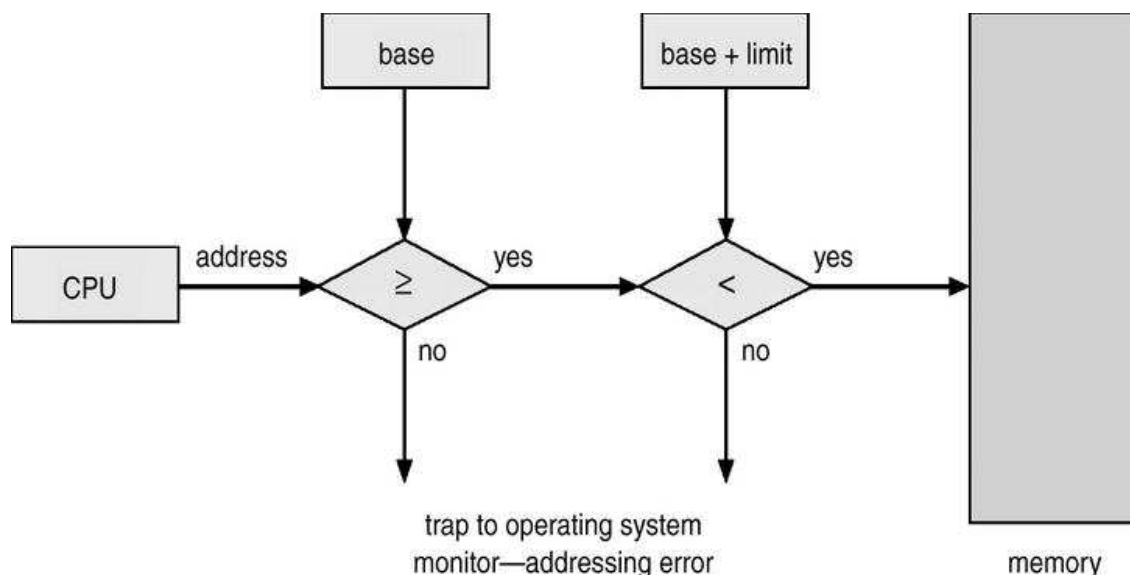 base
base + limit
CPU
address
≥
yes
<
yes
no
no
trap to operating system
monitor—addressing error
memory